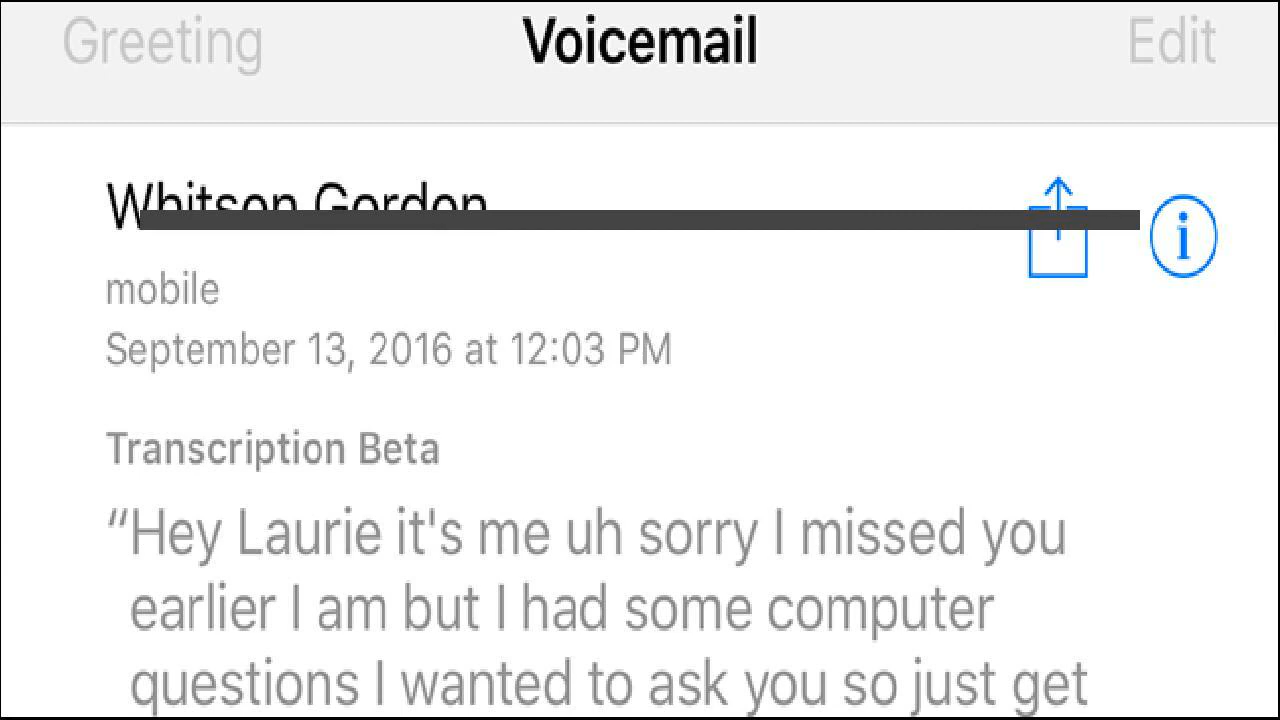 Greeting Voicemail Edit
Whitson Gordon
mobile
September 13, 2016 at 12:03 PM
Transcription Beta
“Hey Laurie it's me uh sorry I missed you
earlier I am but I had some computer
questions I wanted to ask you so just get